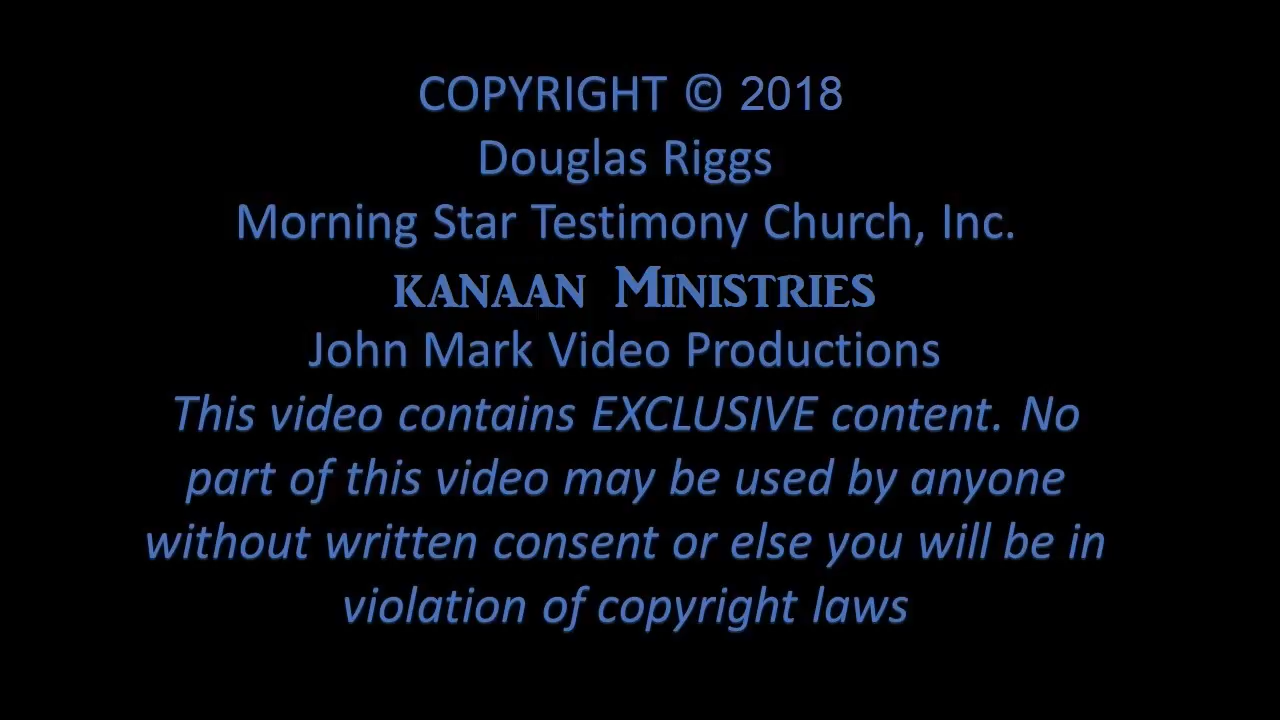 COPYRIGHT © 2018
Douglas Riggs
Morning Star Testimony Church, Inc.
KANAAN MINISTRIES
John Mark Video Productions
This video contains EXCLUSIVE content. No
part of this video may be used by anyone
without written consent or else you will be in
violation of copyright laws